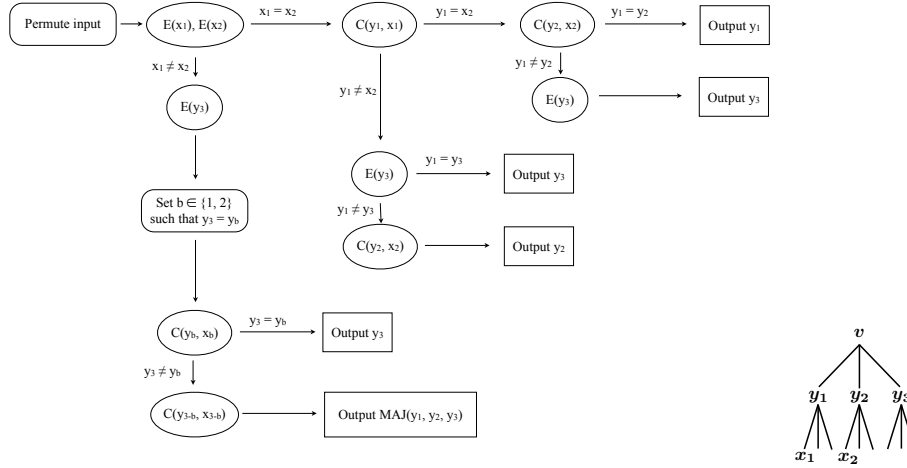 Permute input
E(x₁), E(x₂)
x₁ = x₂
C(y₁, x₁)
y₁ = x₂
C(y₂, x₂)
y₁ = y₂
Output y₁
x₁ ≠ x₂
y₁ ≠ x₂
y₁ ≠ y₂
E(y₃)
E(y₃)
Output y₃
E(y₃)
y₁ = y₃
Output y₃
Set b ∈ {1, 2}
such that y₃ = y_b
y₁ ≠ y₃
C(y₂, x₂)
Output y₂
C(y_b, x_b)
y₃ = y_b
Output y₃
y₃ ≠ y_b
C(y₃₋b, x₃₋b)
Output MAJ(y₁, y₂, y₃)
v
y₁ y₂ y₃
x₁ x₂